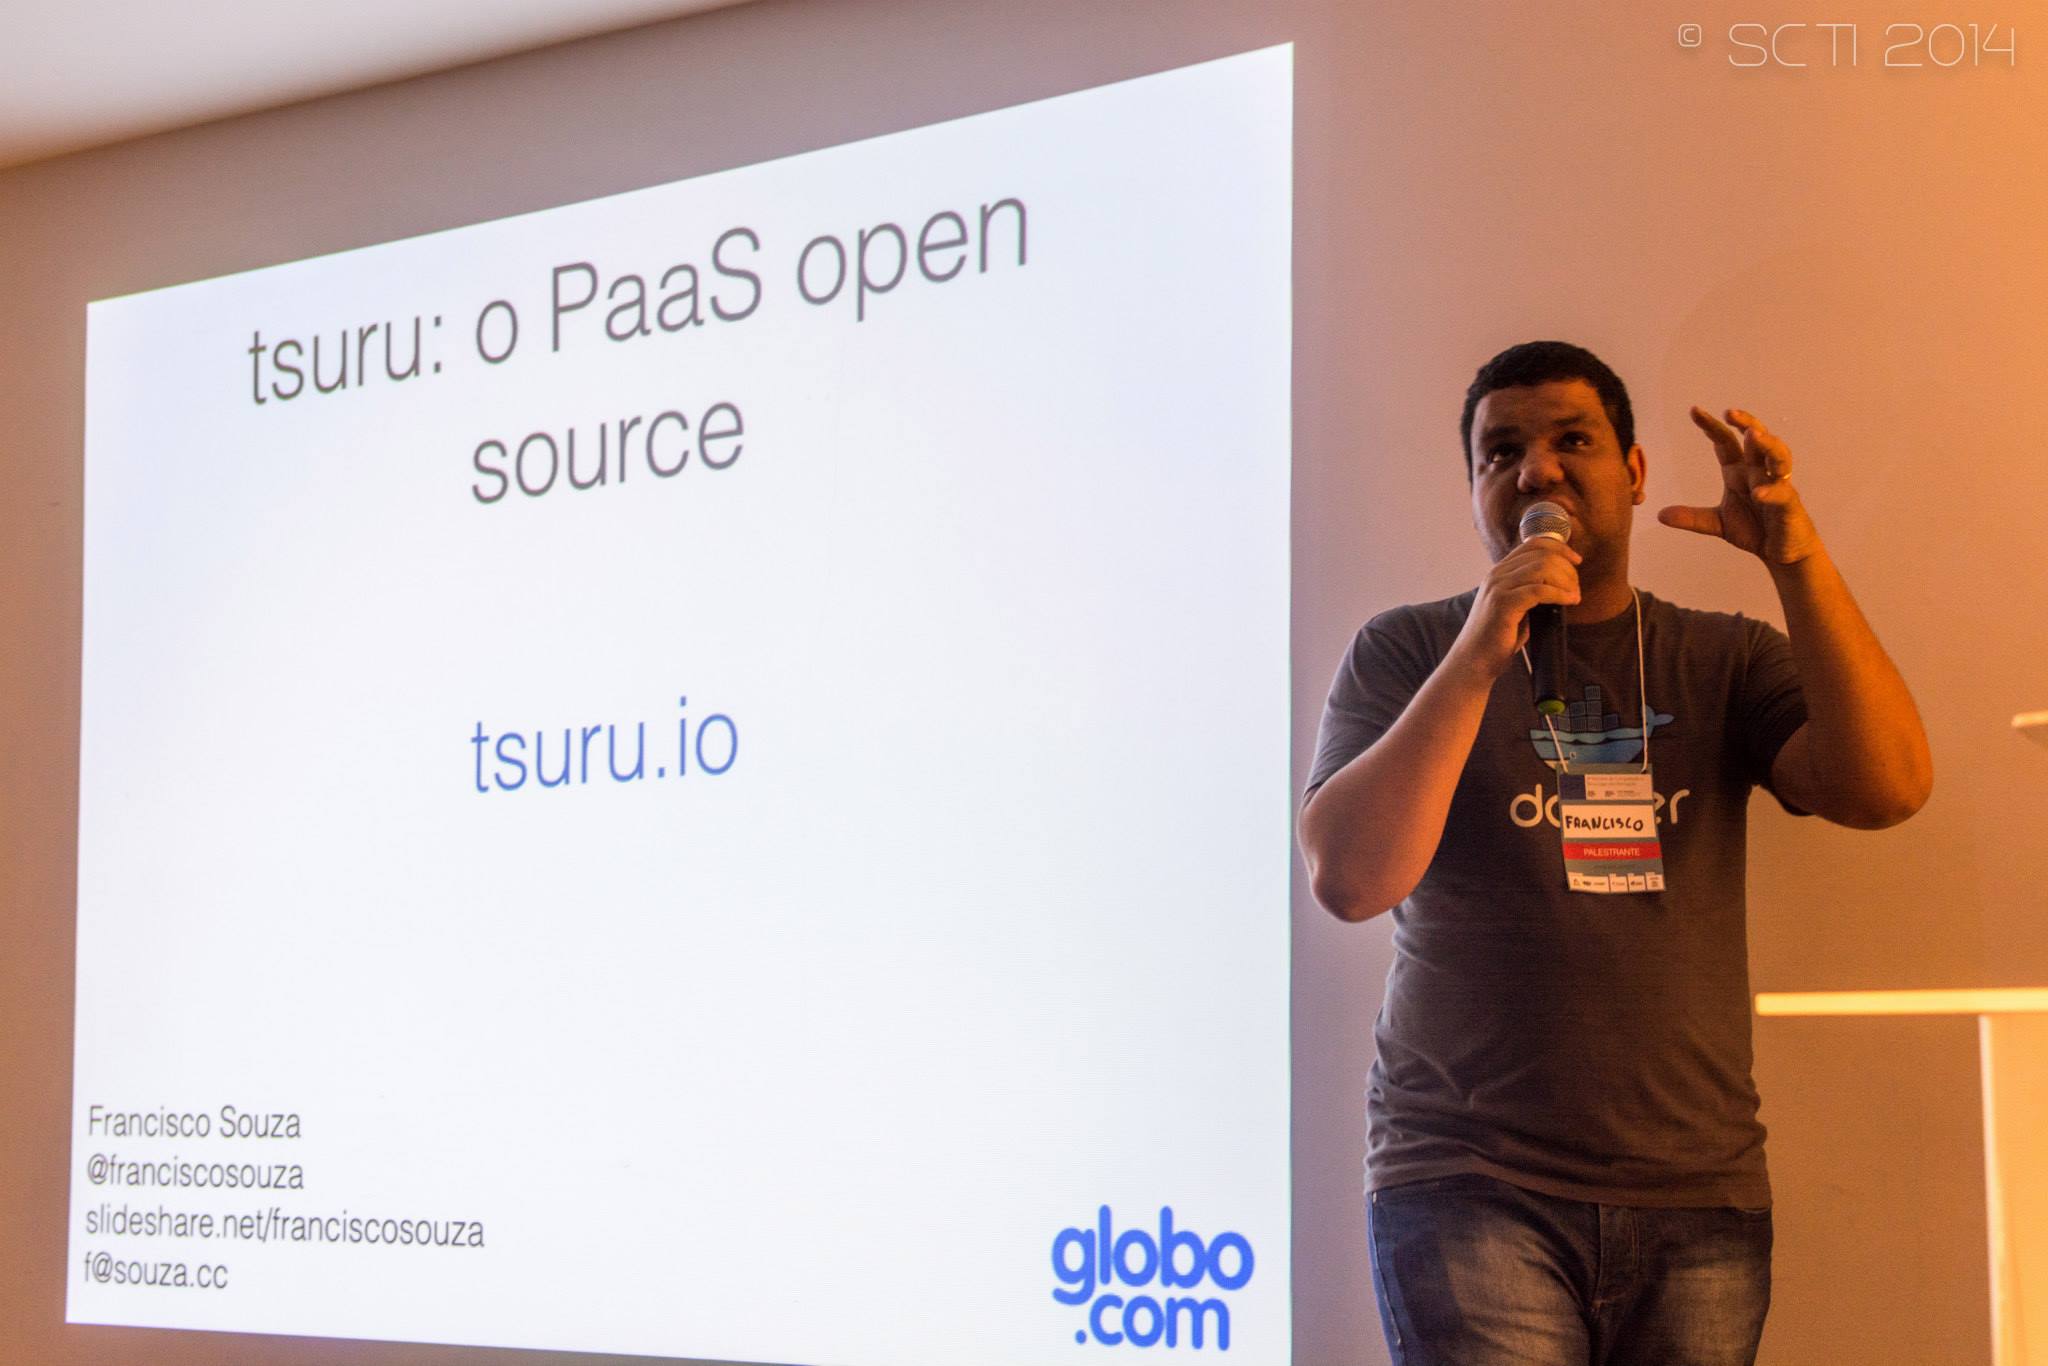 © SCTI 2014
tsuru: o PaaS open
source
tsuru.io
Francisco Souza
@franciscosouza
slideshare.net/franciscosouza
f@souza.cc
globo
.com
FRANCISCO
PALESTRANTE